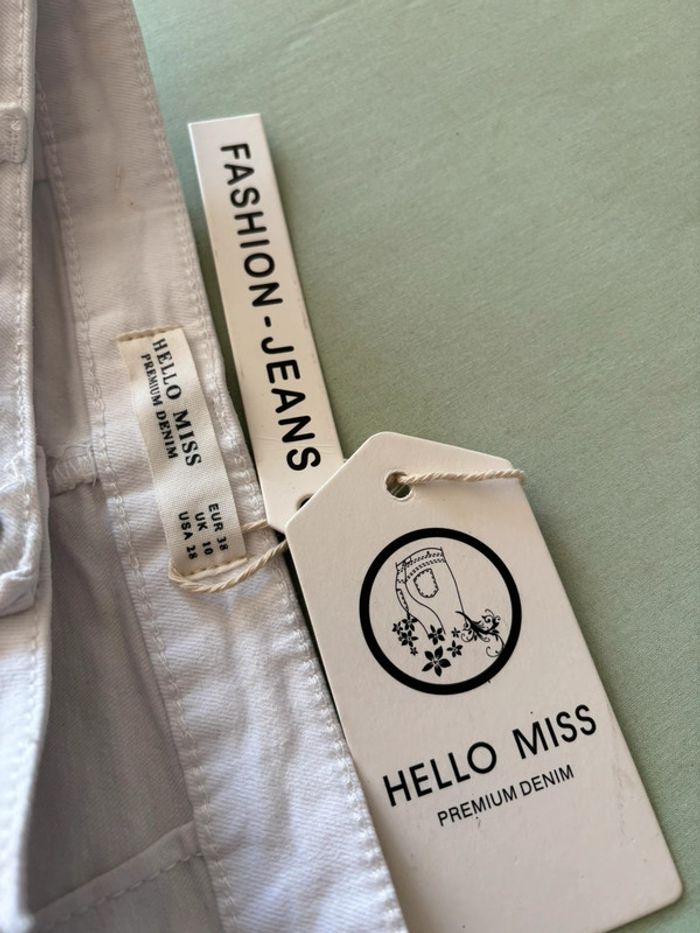 FASHION - JEANS
HELLO MISS
PREMIUM DENIM
EUR 38
UK 10
USA 28
HELLO MISS
PREMIUM DENIM